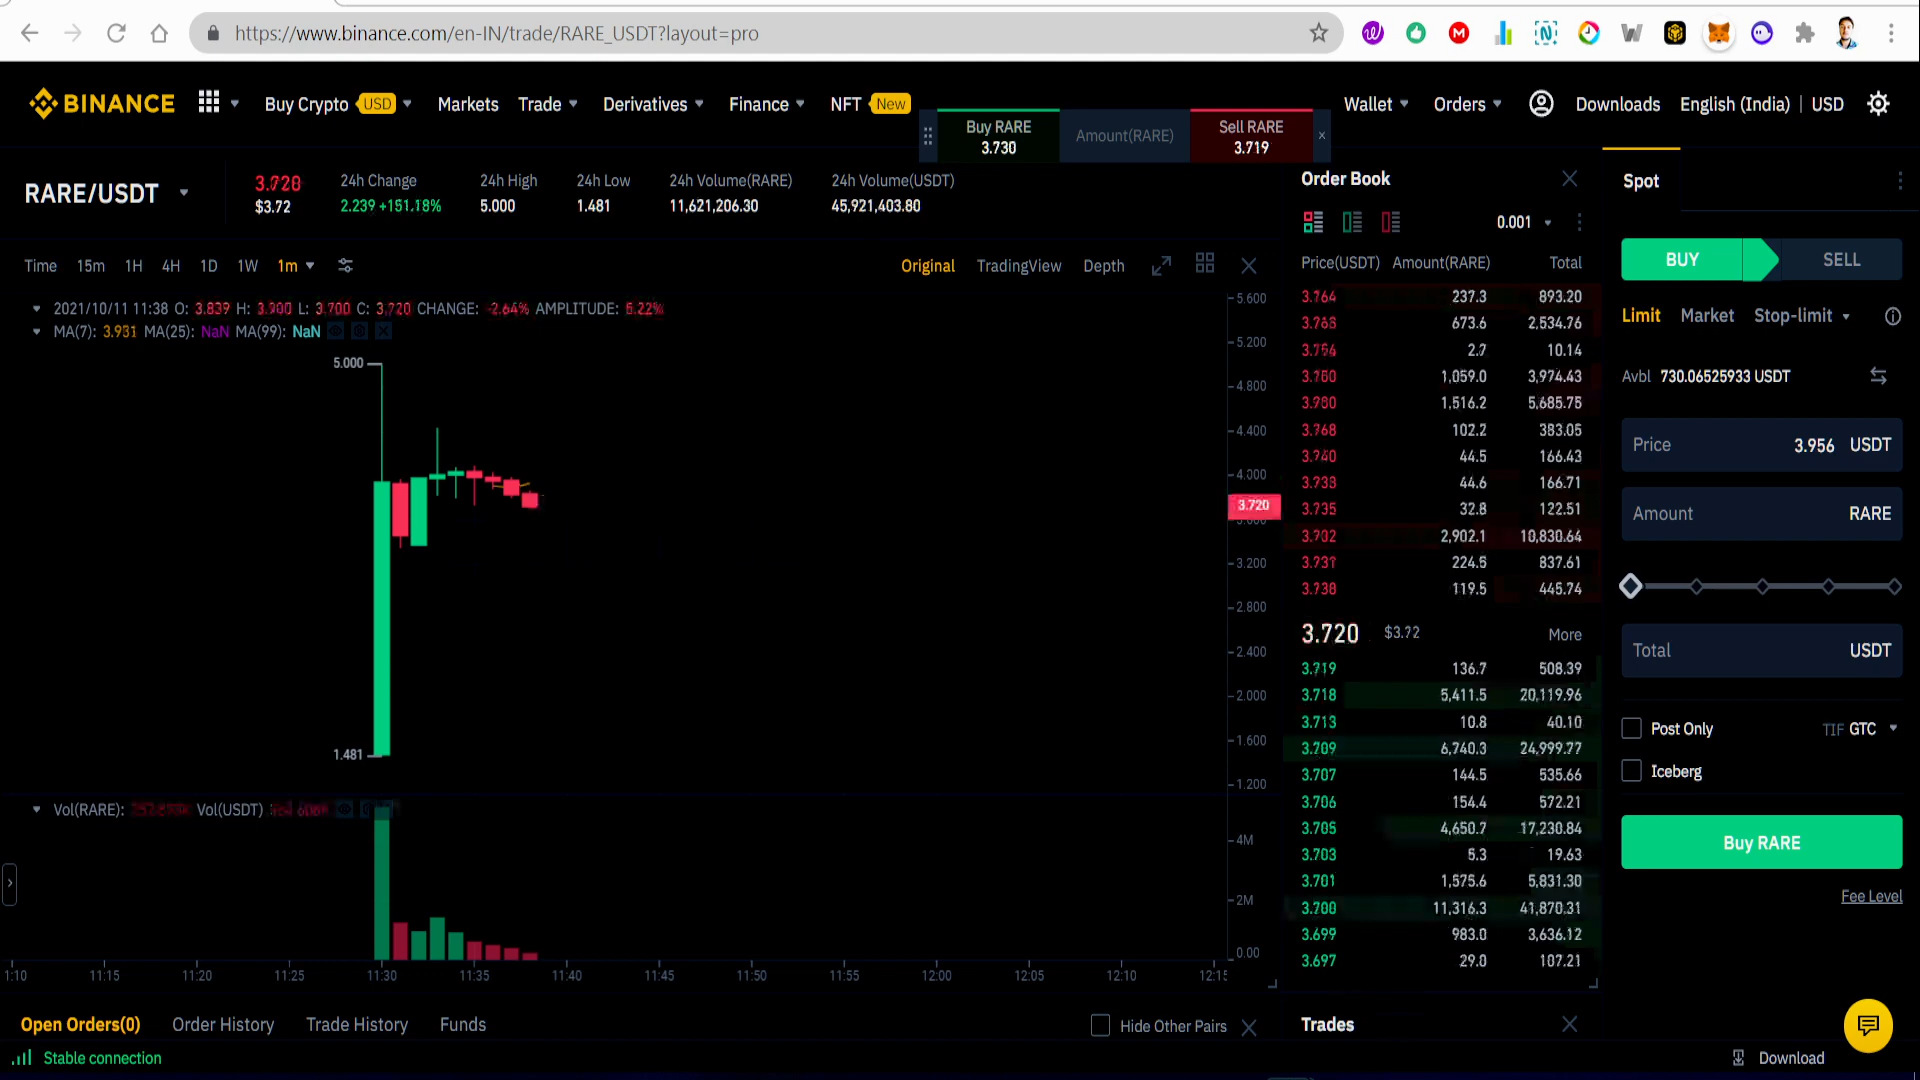 https://www.binance.com/en-IN/trade/RARE_USDT?layout=pro
BINANCE Buy Crypto USD Markets Trade Derivatives Finance NFT New Wallet Orders Downloads English (India) | USD
Buy RARE 3.730 Amount(RARE) Sell RARE 3.719
RARE/USDT
$3.72
24h Change 2.239 +151.18%
24h High 5.000
24h Low 1.481
24h Volume(RARE) 11,621,206.30
24h Volume(USDT) 45,921,403.80
Time 15m 1H 4H 1D 1W 1m Original TradingView Depth
2021/10/11 11:38 O: 3.839 H: 3.900 L: 3.700 C: 3.720 CHANGE: -2.64% AMPLITUDE: 5.22%
MA(7): 3.931 MA(25): NaN MA(99): NaN
5.000
1.481
5.600
5.200
4.800
4.400
4.000
3.720
3.200
2.800
2.400
2.000
1.600
1.200
Vol(RARE): Vol(USDT)
4M
2M
0.00
11:15 11:20 11:25 11:30 11:35 11:40 11:45 11:50 11:55 12:00 12:05 12:10
Open Orders(0) Order History Trade History Funds Hide Other Pairs
Stable connection
Order Book
0.001
Price(USDT) Amount(RARE) Total
3.764 237.3 893.20
673.6 2,534.76
2.7 10.14
1,059.0 3,974.43
1,516.2 5,685.75
102.2 383.05
3.740 44.5 166.43
44.6 166.71
3.735 32.8 122.51
2,902.1 10,830.64
3.731 224.5 837.61
119.5 445.74
3.720 $3.72 More
3.719 136.7 508.39
3.718 5,411.5 20,119.96
3.713 10.8 40.10
3.709 6,740.3 24,999.77
3.707 144.5 535.66
3.706 154.4 572.21
3.705 4,650.7 17,230.84
3.703 5.3 19.63
3.701 1,575.6 5,831.30
3.700 11,316.3 41,870.31
3.699 983.0 3,636.12
3.697 29.0 107.21
Trades
Spot
BUY SELL
Limit Market Stop-limit
Avbl 730.06525933 USDT
Price 3.956 USDT
Amount RARE
Total USDT
Post Only TIF GTC
Iceberg
Buy RARE
Fee Level
Download